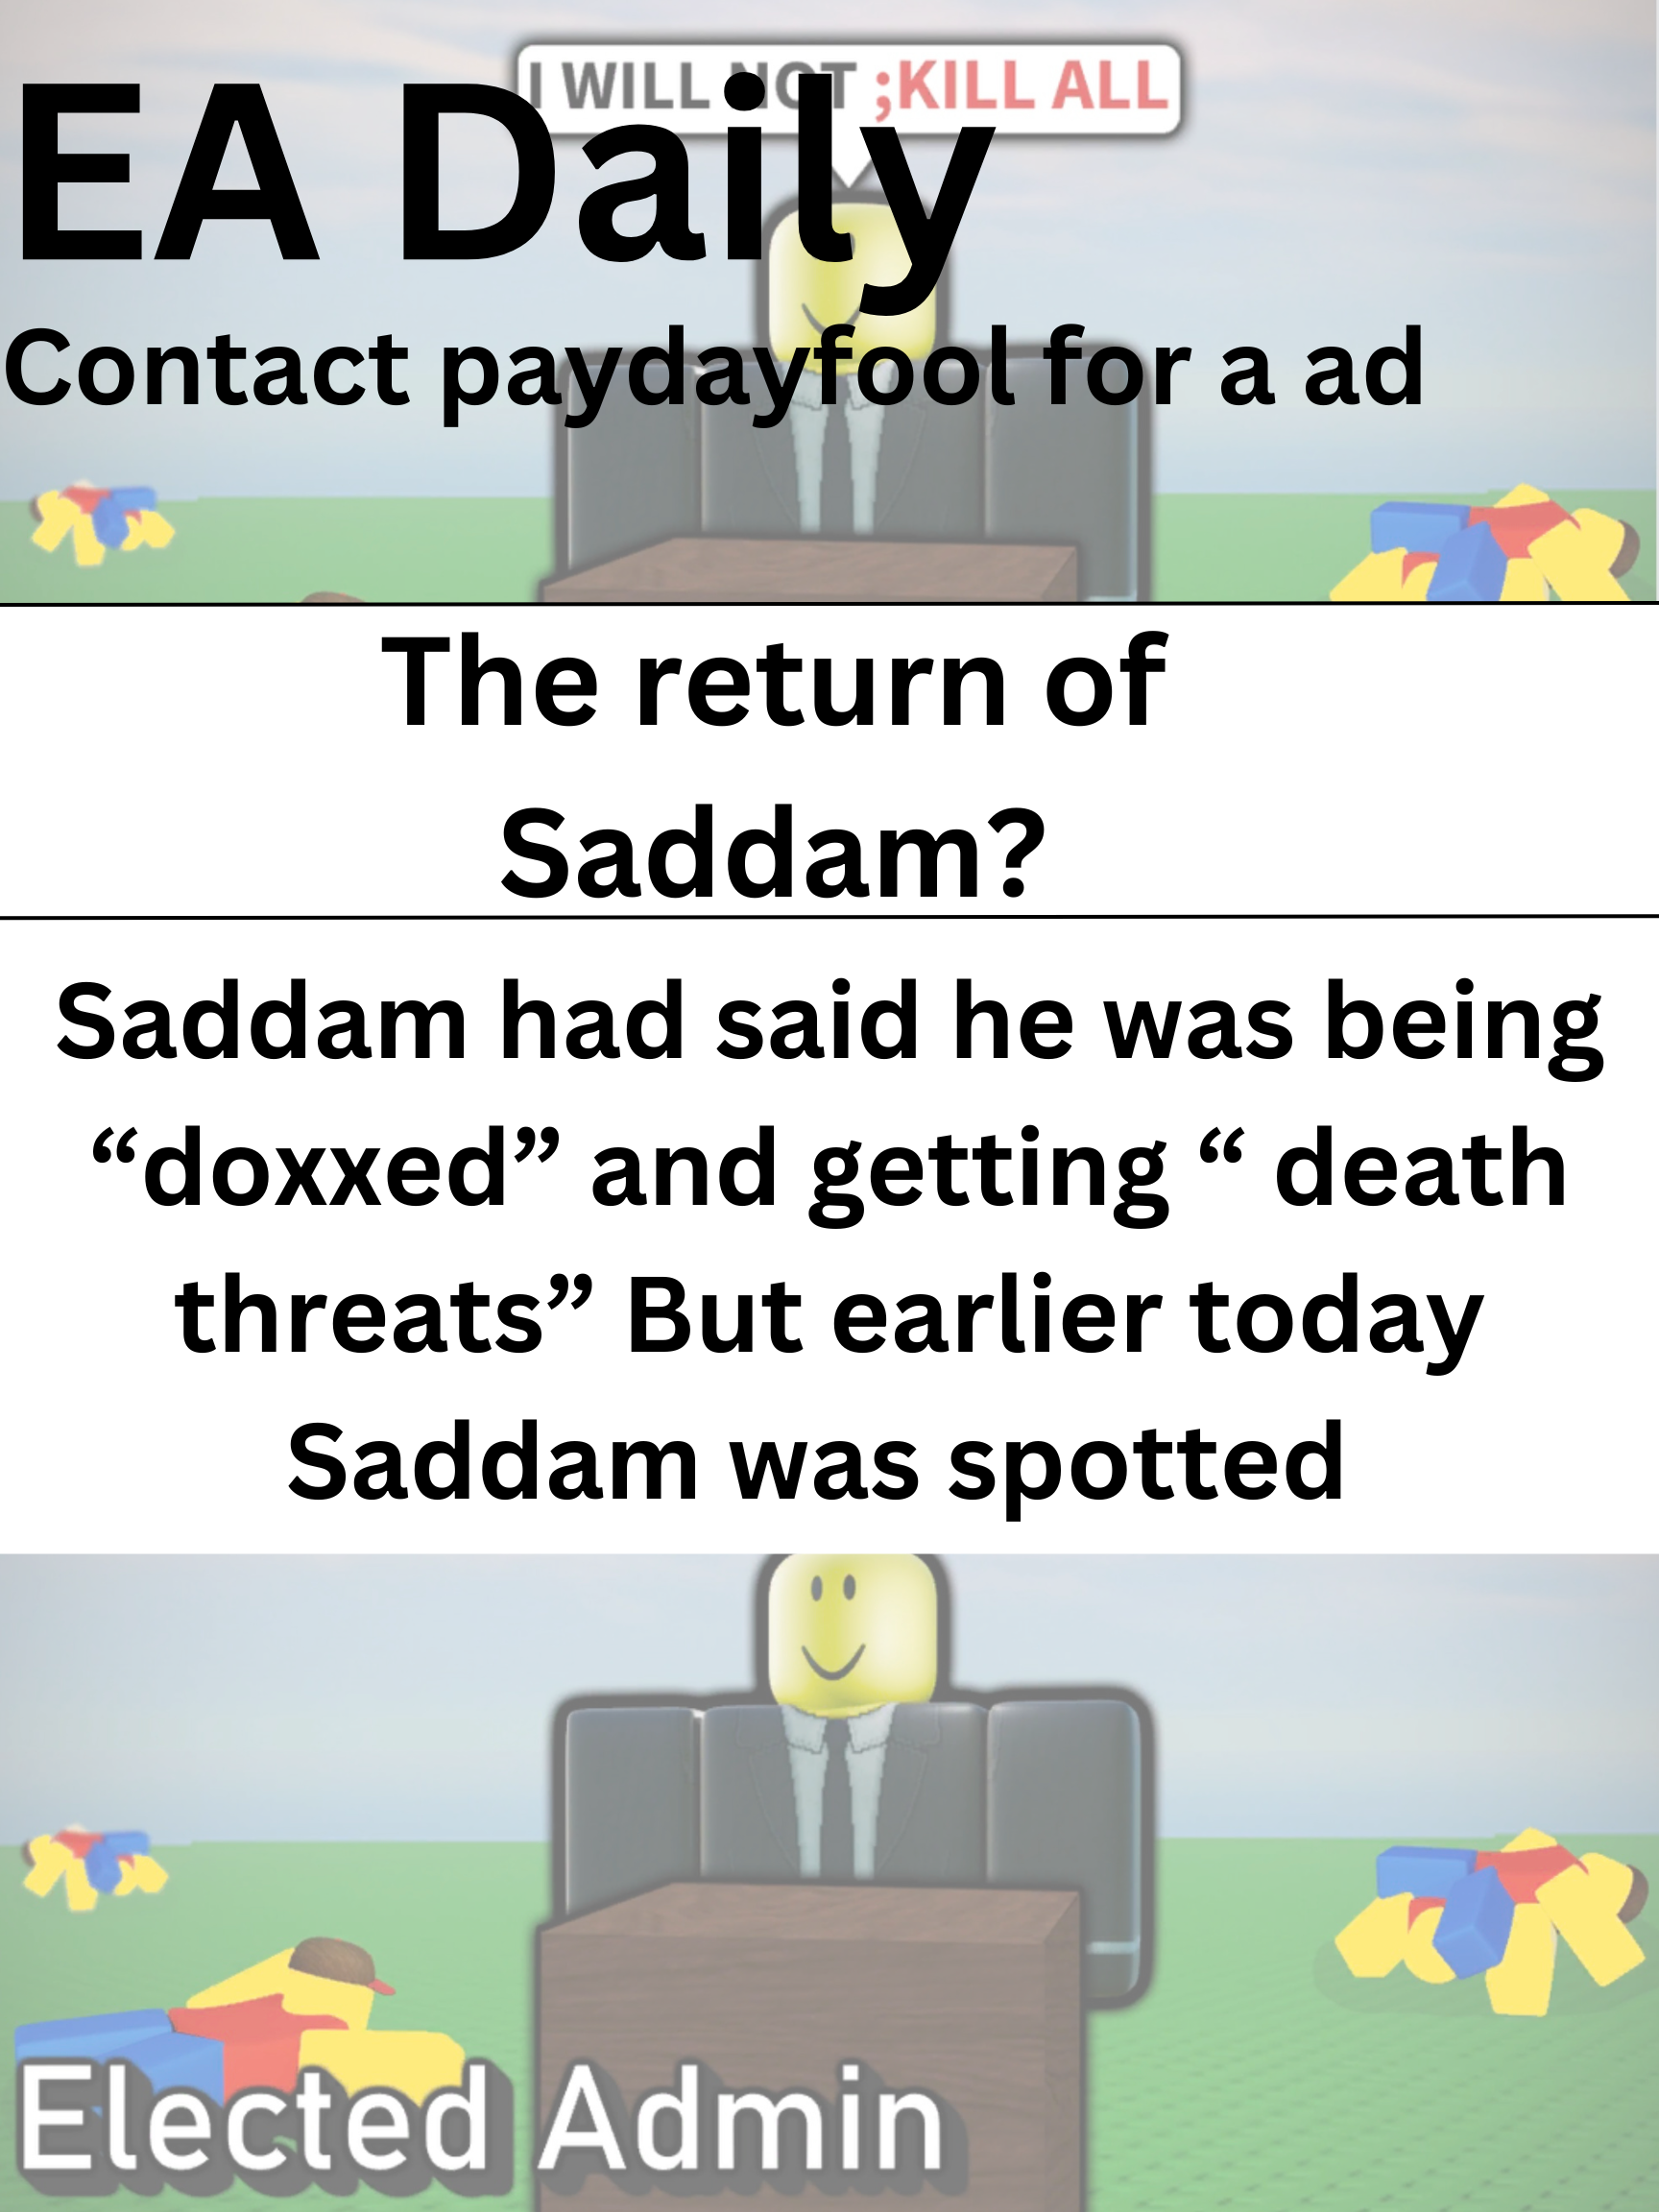 I WILL NOT ;KILL ALL
EA Daily
Contact paydayfool for a ad
The return of
Saddam?
Saddam had said he was being
“doxxed” and getting “ death
threats” But earlier today
Saddam was spotted
Elected Admin